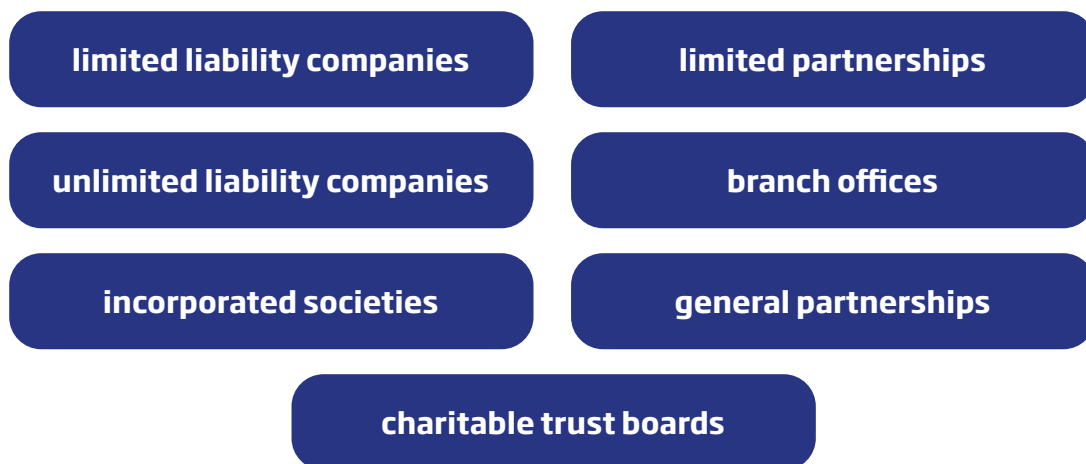 limited liability companies
limited partnerships
unlimited liability companies
branch offices
incorporated societies
general partnerships
charitable trust boards